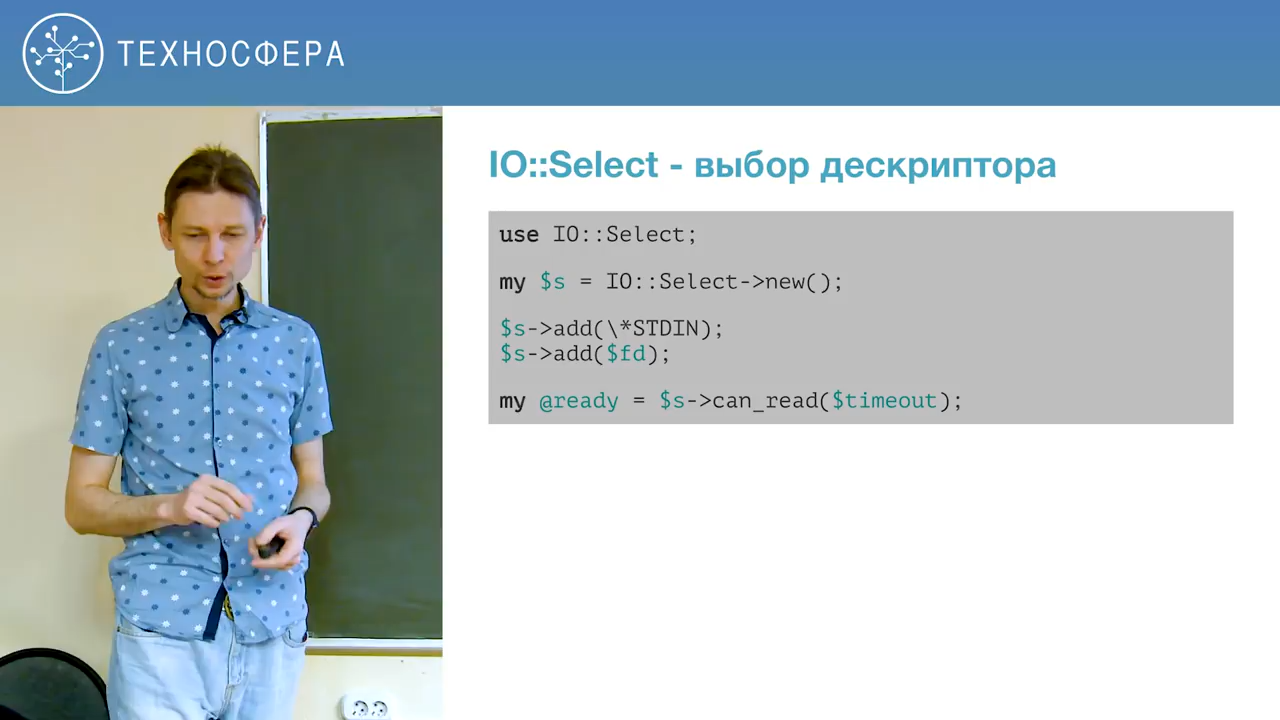 ТЕХНОСФЕРА
IO::Select - выбор дескриптора
use IO::Select;
my $s = IO::Select->new();
$s->add(\*STDIN);
$s->add($fd);
my @ready = $s->can_read($timeout);